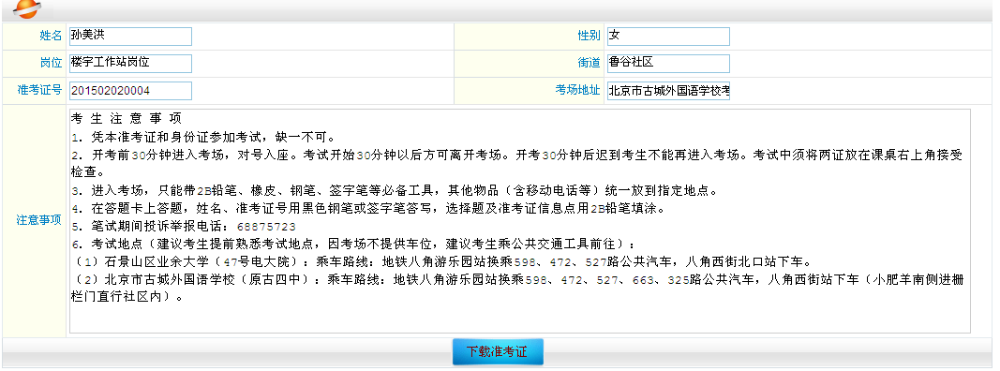 姓名 孙美洪 性别 女
岗位 楼宇工作站岗位 街道 鲁谷社区
准考证号 201502020004 考场地址 北京市古城外国语学校考
注意事项
考 生 注 意 事 项
1. 凭本准考证和身份证参加考试，缺一不可。
2. 开考前30分钟进入考场，对号入座。考试开始30分钟以后方可离开考场。开考30分钟后迟到考生不能再进入考场。考试中须将两证放在课桌右上角接受
检查。
3. 进入考场，只能带2B铅笔、橡皮、钢笔、签字笔等必备工具，其他物品（含移动电话等）统一放到指定地点。
4. 在答题卡上答题，姓名、准考证号用黑色钢笔或签字笔答写，选择题及准考证信息点用2B铅笔填涂。
5. 笔试期间投诉举报电话：68875723
6. 考试地点（建议考生提前熟悉考试地点，因考场不提供车位，建议考生乘公共交通工具前往）：
（1）石景山区业余大学（47号电大院）：乘车路线：地铁八角游乐园站换乘598、472、527路公共汽车，八角西街北口站下车。
（2）北京市古城外国语学校（原古四中）：乘车路线：地铁八角游乐园站换乘598、472、527、663、325路公共汽车，八角西街站下车（小肥羊南侧进栅
栏门直行社区内）。
下载准考证